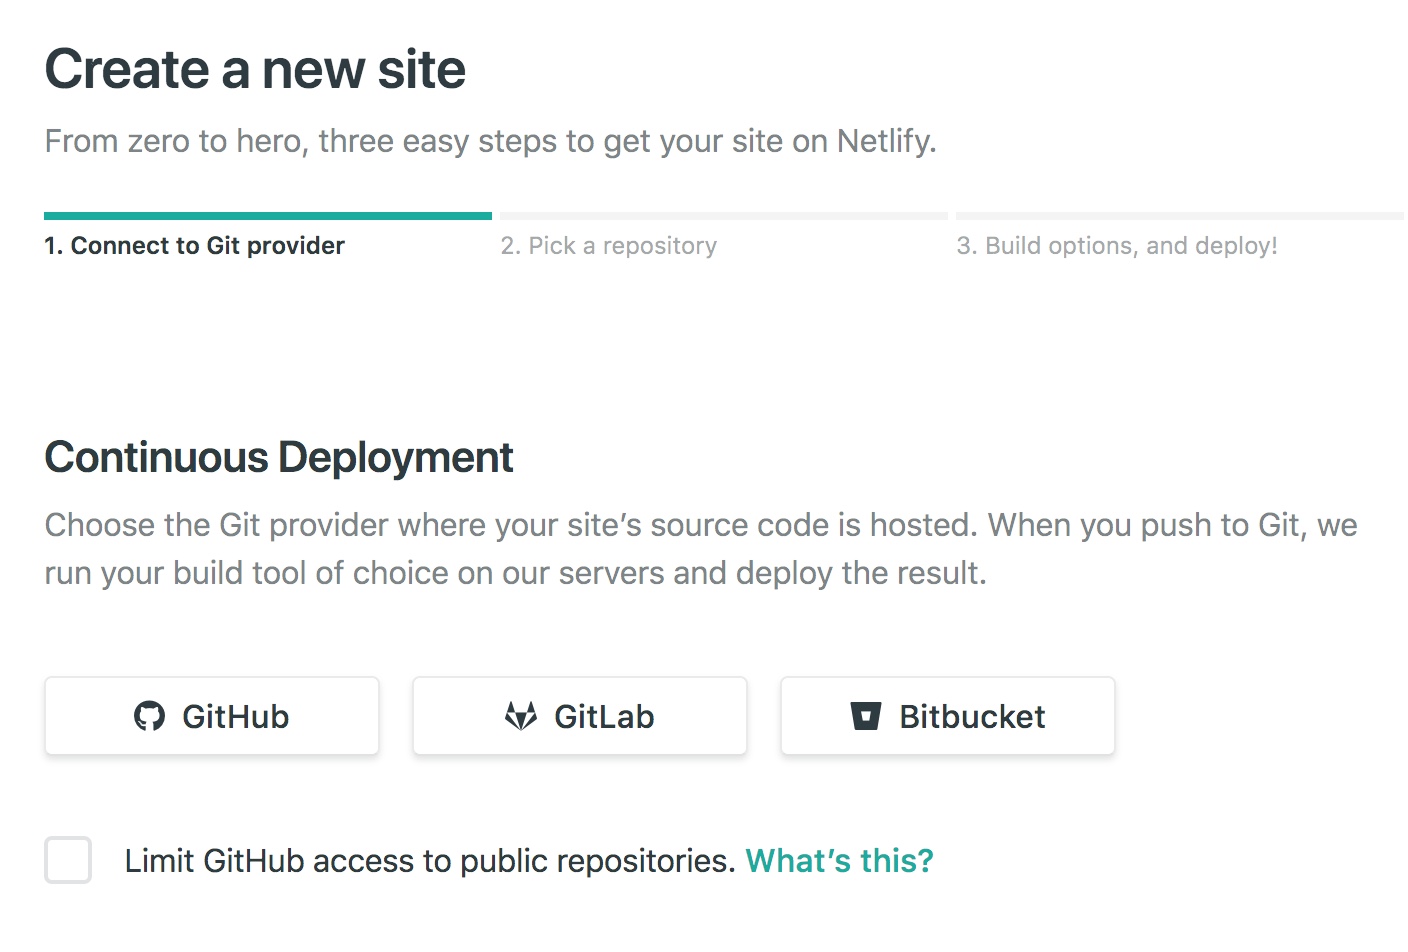 Create a new site
From zero to hero, three easy steps to get your site on Netlify.
1. Connect to Git provider
2. Pick a repository
3. Build options, and deploy!
Continuous Deployment
Choose the Git provider where your site’s source code is hosted. When you push to Git, we
run your build tool of choice on our servers and deploy the result.
GitHub
GitLab
Bitbucket
Limit GitHub access to public repositories. What’s this?